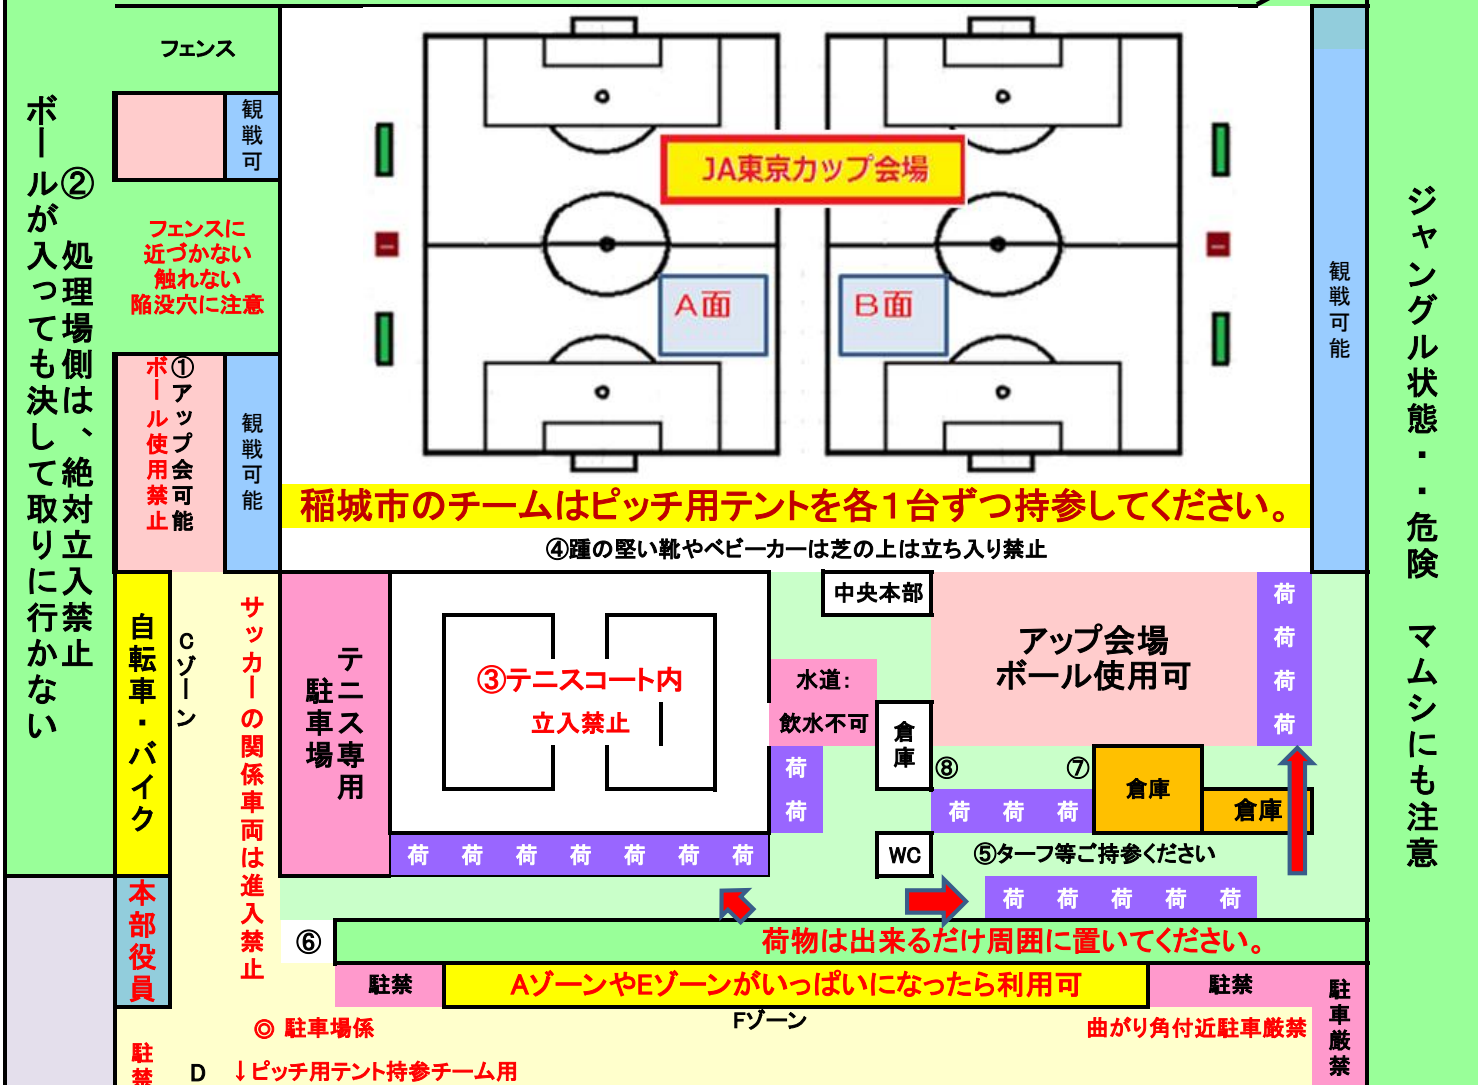 フェンス
観戦可
ボールが入っても決して取りに行かない
②処理場側は、絶対立入禁止
フェンスに
近づかない
触れない
陥没穴に注意
①アップ会可能
ボール使用禁止
観戦可能
JA東京カップ会場
A面
B面
観戦可能
ジャングル状態・・危険 マムシにも注意
稲城市のチームはピッチ用テントを各1台ずつ持参してください。
④踵の堅い靴やベビーカーは芝の上は立ち入り禁止
自転車・バイク
Cゾーン
サッカーの関係車両は進入禁止
テニス専用
駐車場
③テニスコート内
立入禁止
中央本部
アップ会場
ボール使用可
荷
荷
荷
荷
水道:
飲水不可
倉庫
荷
荷
⑧
⑦
倉庫
倉庫
荷 荷 荷
荷 荷 荷 荷 荷 荷 荷
WC
⑤ターフ等ご持参ください
荷 荷 荷 荷 荷
本部役員
⑥
荷物は出来るだけ周囲に置いてください。
駐禁
AゾーンやEゾーンがいっぱいになったら利用可
駐禁
駐車厳禁
Fゾーン
◎ 駐車場係
曲がり角付近駐車厳禁
駐禁
D
↓ピッチ用テント持参チーム用